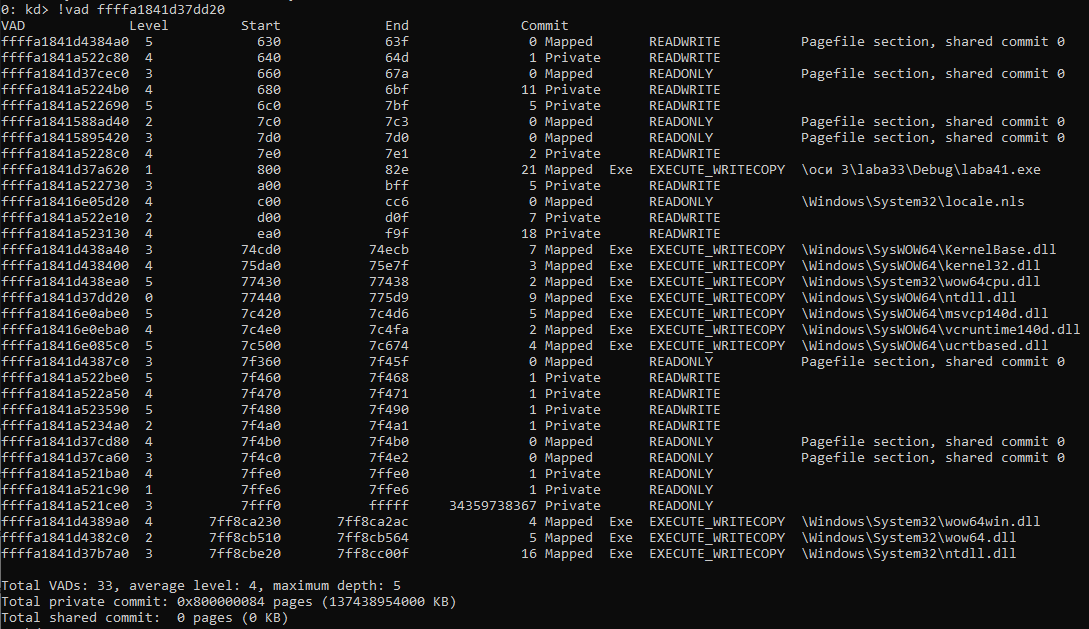 0: kd> !vad ffffa1841d37dd20
VAD Level Start End Commit
ffffa1841d4384a0 5 630 63f 0 Mapped READWRITE Pagefile section, shared commit 0
ffffa1841a522c80 4 640 64d 1 Private READWRITE
ffffa1841d37cec0 3 660 67a 0 Mapped READONLY Pagefile section, shared commit 0
ffffa1841a5224b0 4 680 6bf 11 Private READWRITE
ffffa1841a522690 5 6c0 7bf 5 Private READWRITE
ffffa1841588ad40 2 7c0 7c3 0 Mapped READONLY Pagefile section, shared commit 0
ffffa18415895420 3 7d0 7d0 0 Mapped READONLY Pagefile section, shared commit 0
ffffa1841a5228c0 4 7e0 7e1 2 Private READWRITE
ffffa1841d37a620 1 800 82e 21 Mapped Exe EXECUTE_WRITECOPY \оси 3\laba33\Debug\laba41.exe
ffffa1841a522730 3 a00 bff 5 Private READWRITE
ffffa18416e05d20 4 c00 cc6 0 Mapped READONLY \Windows\System32\locale.nls
ffffa1841a522e10 2 d00 d0f 7 Private READWRITE
ffffa1841a523130 4 ea0 f9f 18 Private READWRITE
ffffa1841d438a40 3 74cd0 74ecb 7 Mapped Exe EXECUTE_WRITECOPY \Windows\SysWOW64\KernelBase.dll
ffffa1841d438400 4 75da0 75e7f 3 Mapped Exe EXECUTE_WRITECOPY \Windows\SysWOW64\kernel32.dll
ffffa1841d438ea0 5 77430 77438 2 Mapped Exe EXECUTE_WRITECOPY \Windows\System32\wow64cpu.dll
ffffa1841d37dd20 0 77440 775d9 9 Mapped Exe EXECUTE_WRITECOPY \Windows\SysWOW64\ntdll.dll
ffffa18416e0abe0 5 7c420 7c4d6 5 Mapped Exe EXECUTE_WRITECOPY \Windows\SysWOW64\msvcp140d.dll
ffffa18416e0eba0 4 7c4e0 7c4fa 2 Mapped Exe EXECUTE_WRITECOPY \Windows\SysWOW64\vcruntime140d.dll
ffffa18416e085c0 5 7c500 7c674 4 Mapped Exe EXECUTE_WRITECOPY \Windows\SysWOW64\ucrtbased.dll
ffffa1841d4387c0 3 7f360 7f45f 0 Mapped READONLY Pagefile section, shared commit 0
ffffa1841a522be0 5 7f460 7f468 1 Private READWRITE
ffffa1841a522a50 4 7f470 7f471 1 Private READWRITE
ffffa1841a523590 5 7f480 7f490 1 Private READWRITE
ffffa1841a5234a0 2 7f4a0 7f4a1 1 Private READWRITE
ffffa1841d37cd80 4 7f4b0 7f4b0 0 Mapped READONLY Pagefile section, shared commit 0
ffffa1841d37ca60 3 7f4c0 7f4e2 0 Mapped READONLY Pagefile section, shared commit 0
ffffa1841a521ba0 4 7ffe0 7ffe0 1 Private READONLY
ffffa1841a521c90 1 7ffe6 7ffe6 1 Private READONLY
ffffa1841a521ce0 3 7fff0 fffff 34359738367 Private READONLY
ffffa1841d4389a0 4 7ff8ca230 7ff8ca2ac 4 Mapped Exe EXECUTE_WRITECOPY \Windows\System32\wow64win.dll
ffffa1841d4382c0 2 7ff8cb510 7ff8cb564 5 Mapped Exe EXECUTE_WRITECOPY \Windows\System32\wow64.dll
ffffa1841d37b7a0 3 7ff8cbe20 7ff8cc00f 16 Mapped Exe EXECUTE_WRITECOPY \Windows\System32\ntdll.dll
Total VADs: 33, average level: 4, maximum depth: 5
Total private commit: 0x800000084 pages (137438954000 KB)
Total shared commit: 0 pages (0 KB)